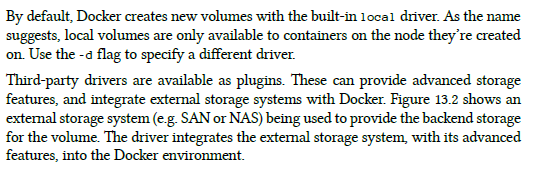 By default, Docker creates new volumes with the built-in local driver. As the name
suggests, local volumes are only available to containers on the node they're created
on. Use the -d flag to specify a different driver.
Third-party drivers are available as plugins. These can provide advanced storage
features, and integrate external storage systems with Docker. Figure 13.2 shows an
external storage system (e.g. SAN or NAS) being used to provide the backend storage
for the volume. The driver integrates the external storage system, with its advanced
features, into the Docker environment.